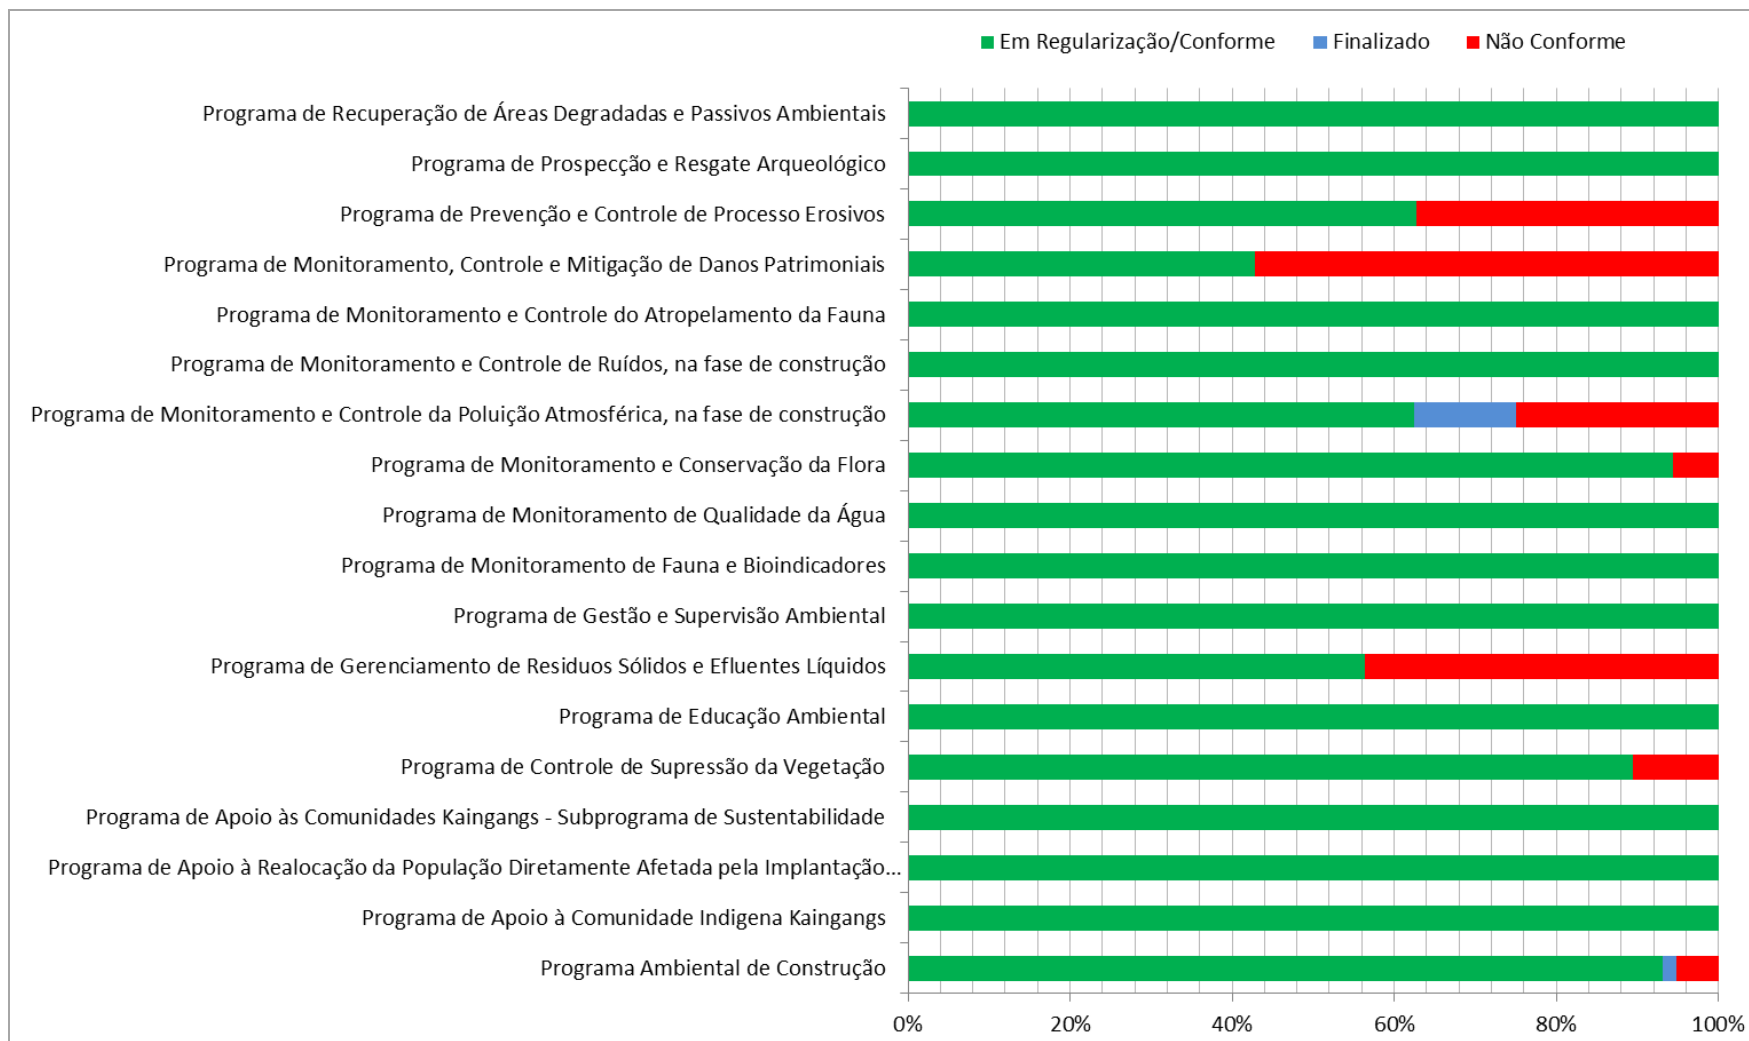 Em Regularização/Conforme Finalizado Não Conforme
Programa de Recuperação de Áreas Degradadas e Passivos Ambientais
Programa de Prospecção e Resgate Arqueológico
Programa de Prevenção e Controle de Processo Erosivos
Programa de Monitoramento, Controle e Mitigação de Danos Patrimoniais
Programa de Monitoramento e Controle do Atropelamento da Fauna
Programa de Monitoramento e Controle de Ruídos, na fase de construção
Programa de Monitoramento e Controle da Poluição Atmosférica, na fase de construção
Programa de Monitoramento e Conservação da Flora
Programa de Monitoramento de Qualidade da Água
Programa de Monitoramento de Fauna e Bioindicadores
Programa de Gestão e Supervisão Ambiental
Programa de Gerenciamento de Residuos Sólidos e Efluentes Líquidos
Programa de Educação Ambiental
Programa de Controle de Supressão da Vegetação
Programa de Apoio às Comunidades Kaingangs - Subprograma de Sustentabilidade
Programa de Apoio à Realocação da População Diretamente Afetada pela Implantação...
Programa de Apoio à Comunidade Indigena Kaingangs
Programa Ambiental de Construção
0% 20% 40% 60% 80% 100%